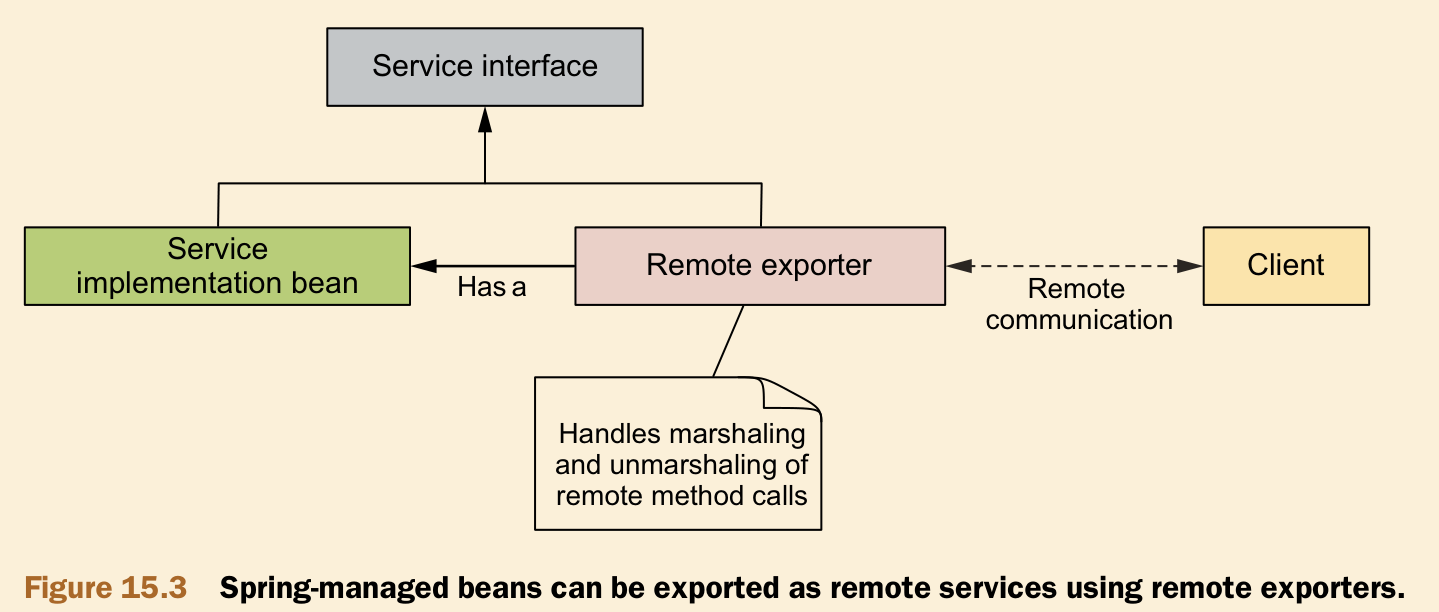 Service interface
Service
implementation bean
Has a
Remote exporter
Remote
communication
Client
Handles marshaling
and unmarshaling of
remote method calls
Figure 15.3 Spring-managed beans can be exported as remote services using remote exporters.